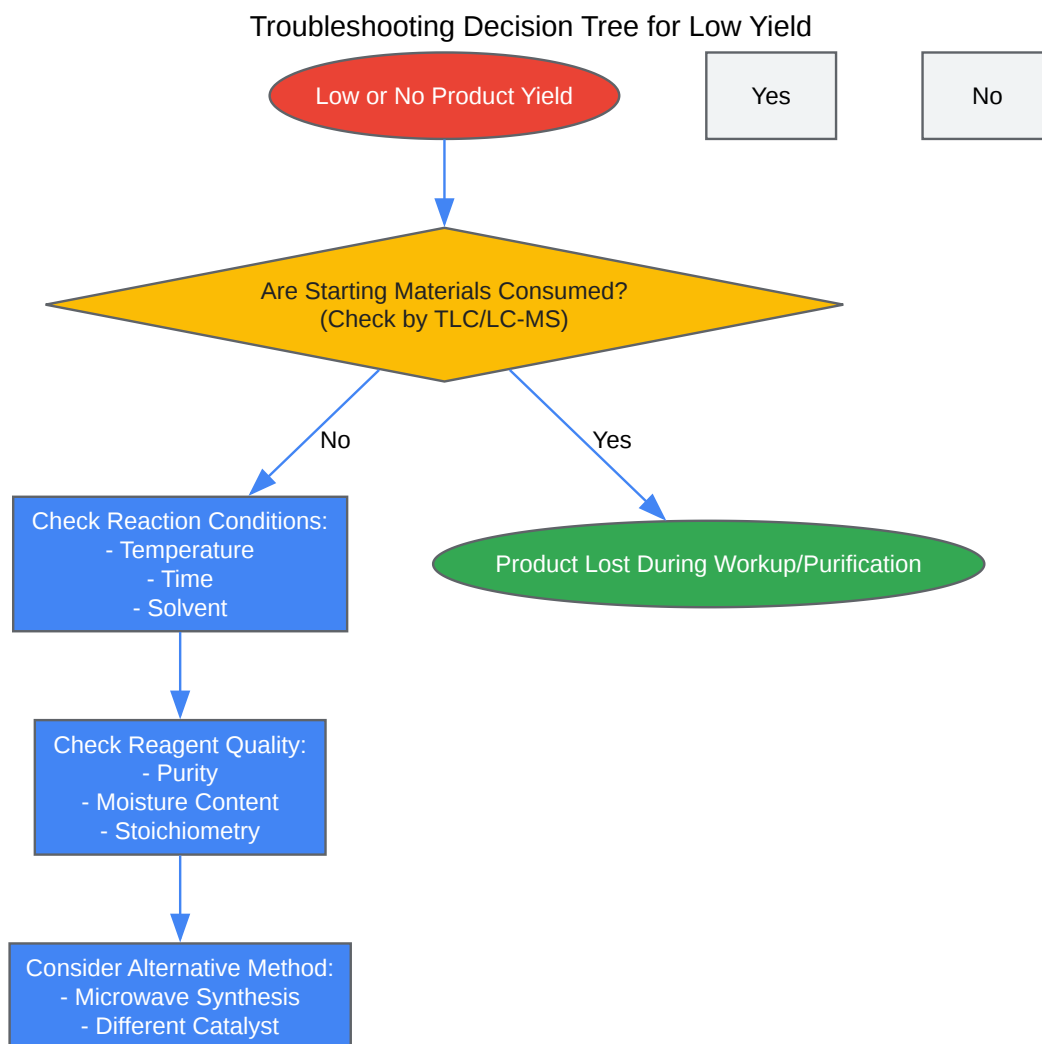 Troubleshooting Decision Tree for Low Yield
Low or No Product Yield
Yes
No
Are Starting Materials Consumed?
(Check by TLC/LC-MS)
No
Yes
Check Reaction Conditions:
- Temperature
- Time
- Solvent
Product Lost During Workup/Purification
Check Reagent Quality:
- Purity
- Moisture Content
- Stoichiometry
Consider Alternative Method:
- Microwave Synthesis
- Different Catalyst